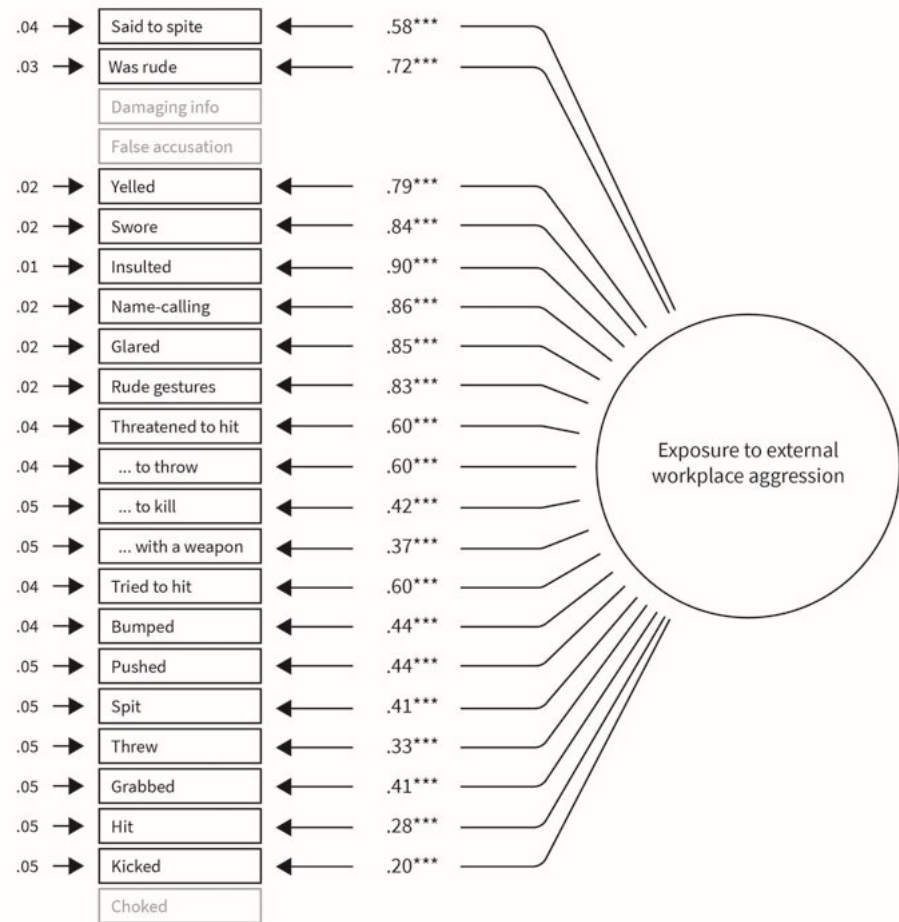 .04 Said to spite .58***
.03 Was rude .72***
Damaging info
False accusation
.02 Yelled .79***
.02 Swore .84***
.01 Insulted .90***
.02 Name-calling .86***
.02 Glared .85***
.02 Rude gestures .83***
.04 Threatened to hit .60***
.04 ... to throw .60***
.05 ... to kill .42***
.05 ... with a weapon .37***
.04 Tried to hit .60***
.04 Bumped .44***
.05 Pushed .44***
.05 Spit .41***
.05 Threw .33***
.05 Grabbed .41***
.05 Hit .28***
.05 Kicked .20***
Choked
Exposure to external
workplace aggression